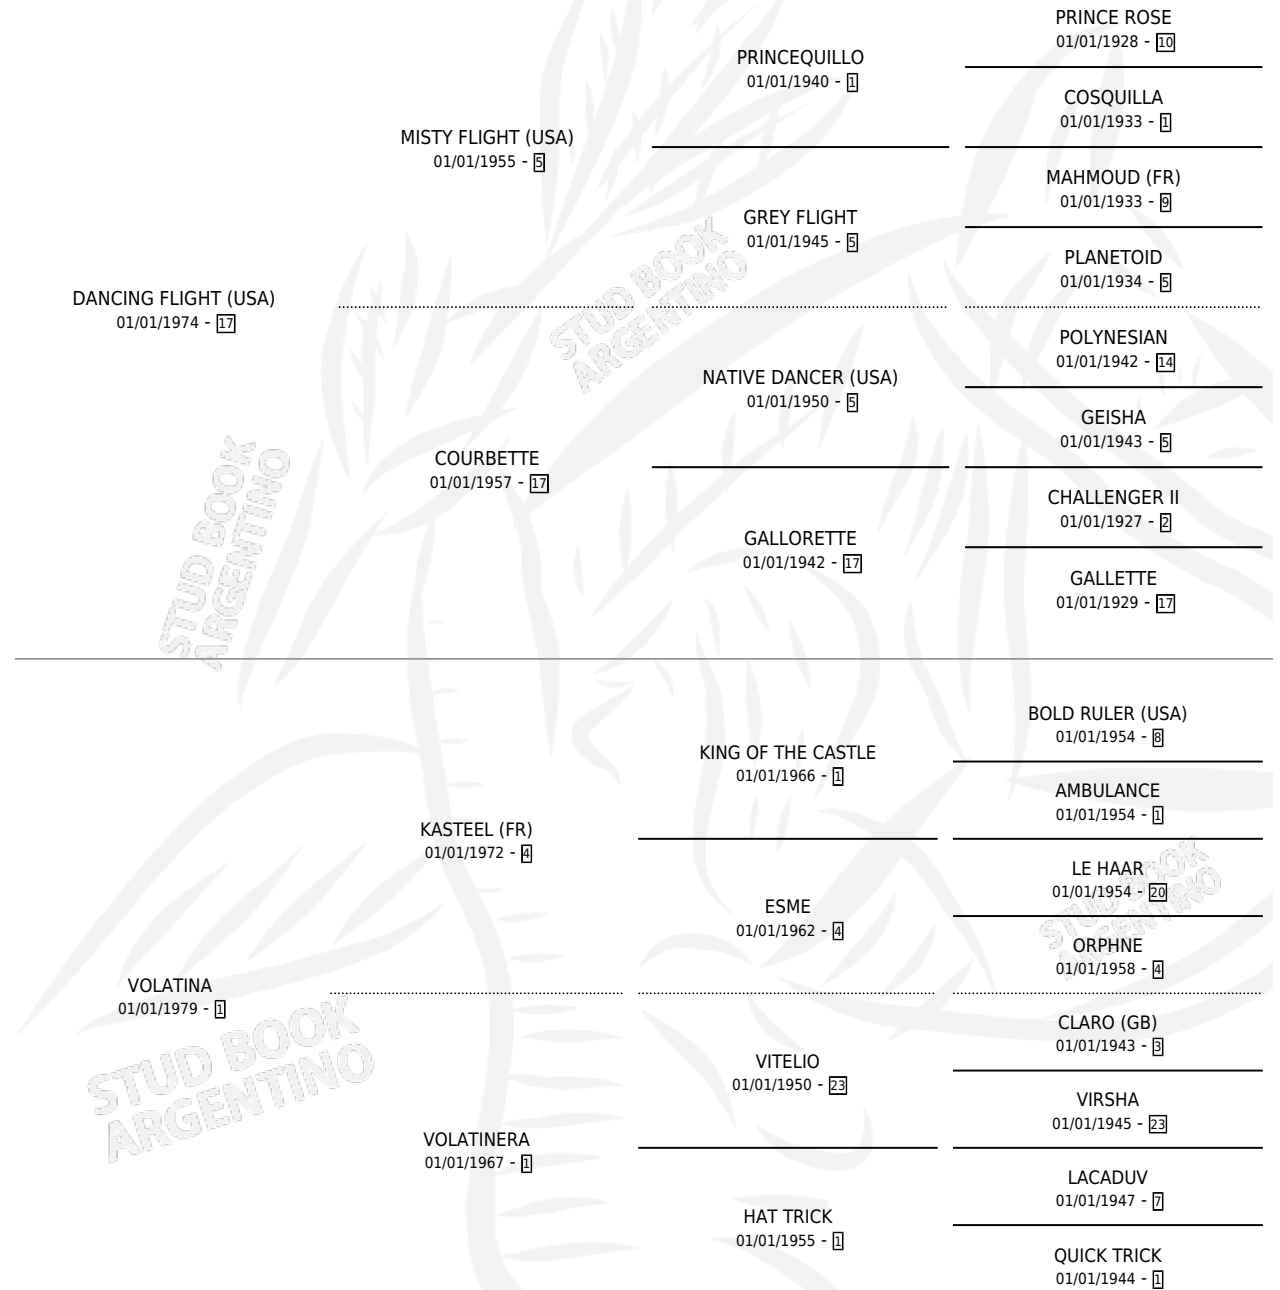 PRINCE ROSE
01/01/1928 - 10
PRINCEQUILLO
01/01/1940 - 1
COSQUILLA
01/01/1933 - 1
MISTY FLIGHT (USA)
01/01/1955 - 5
MAHMOUD (FR)
01/01/1933 - 9
GREY FLIGHT
01/01/1945 - 5
PLANETOID
01/01/1934 - 5
DANCING FLIGHT (USA)
01/01/1974 - 17
STUD BOOK
ARGENTINO
POLYNESIAN
01/01/1942 - 14
NATIVE DANCER (USA)
01/01/1950 - 5
GEISHA
01/01/1943 - 5
COURBETTE
01/01/1957 - 17
CHALLENGER II
01/01/1927 - 2
GALLORETTE
01/01/1942 - 17
GALLETTE
01/01/1929 - 17
STUD BOOK
ARGENTINO
BOLD RULER (USA)
01/01/1954 - 8
KING OF THE CASTLE
01/01/1966 - 1
AMBULANCE
01/01/1954 - 1
KASTEEL (FR)
01/01/1972 - 4
LE HAAR
01/01/1954 - 20
ESME
01/01/1962 - 4
STUD BOOK
ARGENTINO
ORPHNE
01/01/1958 - 4
VOLATINA
01/01/1979 - 1
CLARO (GB)
01/01/1943 - 3
VITELIO
01/01/1950 - 23
STUD BOOK
ARGENTINO
VIRSHA
01/01/1945 - 23
VOLATINERA
01/01/1967 - 1
LACADUV
01/01/1947 - 7
HAT TRICK
01/01/1955 - 1
QUICK TRICK
01/01/1944 - 1